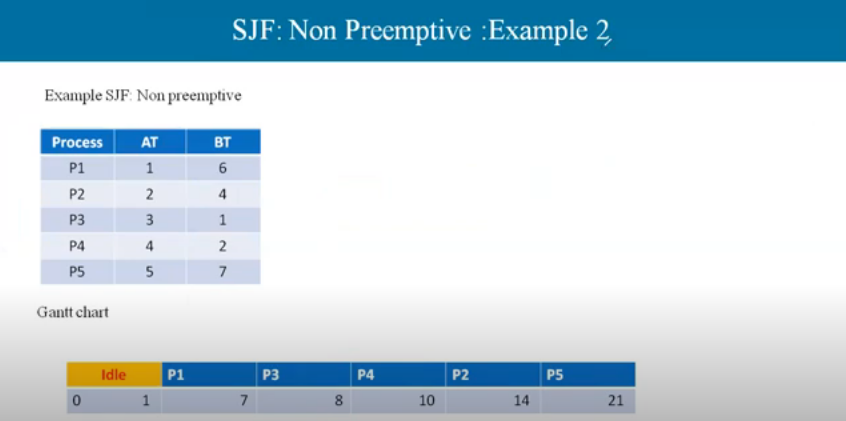 SJF: Non Preemptive :Example 2
Example SJF: Non preemptive
Process AT BT
P1 1 6
P2 2 4
P3 3 1
P4 4 2
P5 5 7
Gantt chart
Idle P1 P3 P4 P2 P5
0 1 7 8 10 14 21